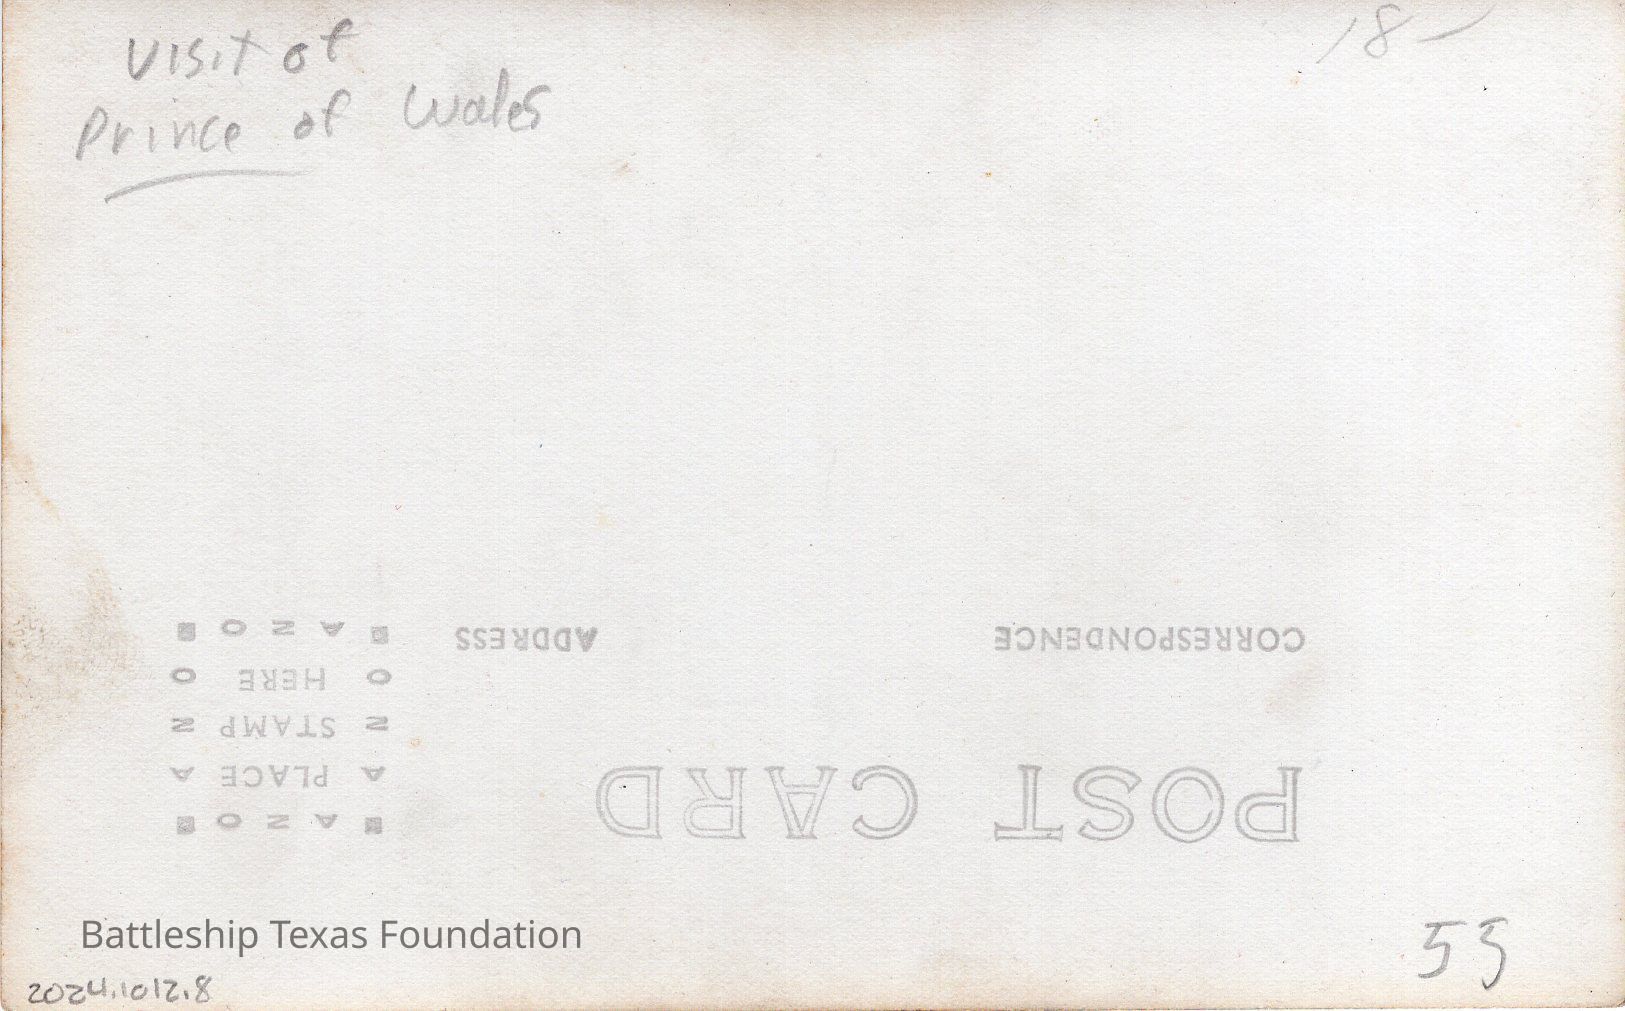 Visit of
Prince of Wales
18-
■ O N A ■
ADDRESS
CORRESPONDENCE
O HERE O
N STAMP N
A PLACE A
■ O N A ■
POST CARD
Battleship Texas Foundation
55
2024.1012.8